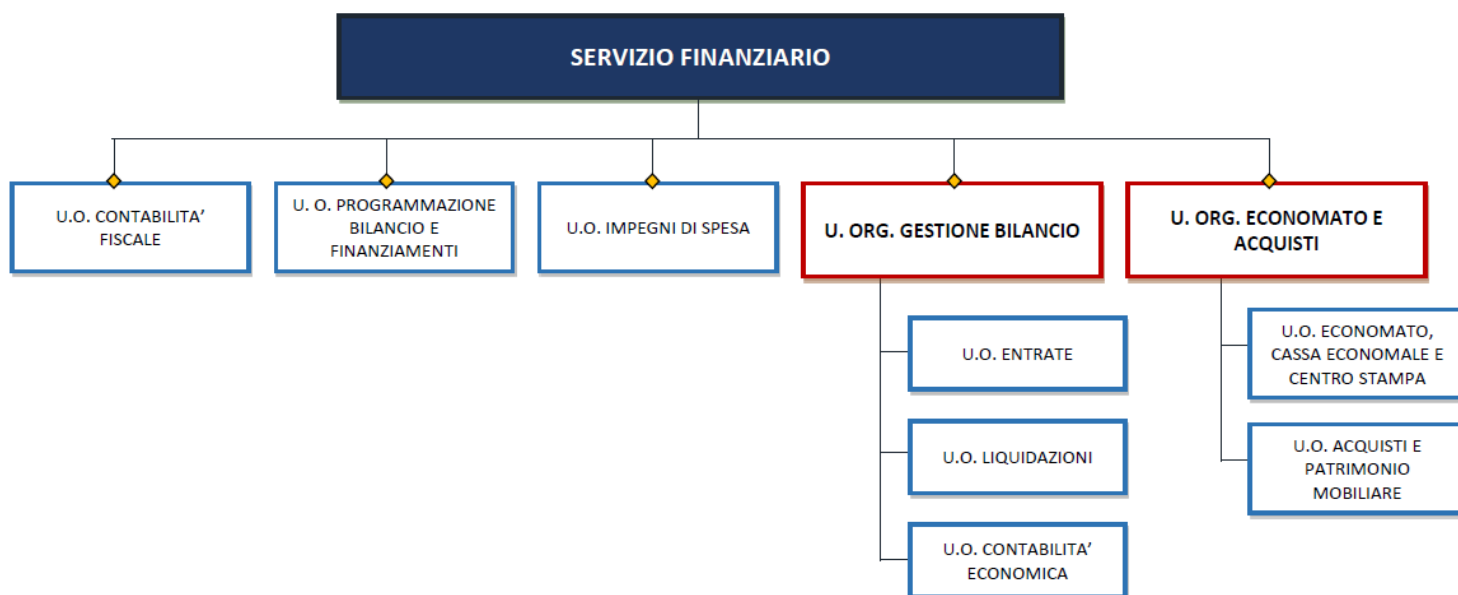 SERVIZIO FINANZIARIO
U.O. CONTABILITA’
FISCALE
U. O. PROGRAMMAZIONE
BILANCIO E
FINANZIAMENTI
U.O. IMPEGNI DI SPESA
U. ORG. GESTIONE BILANCIO
U. ORG. ECONOMATO E
ACQUISTI
U.O. ENTRATE
U.O. LIQUIDAZIONI
U.O. CONTABILITA’
ECONOMICA
U.O. ECONOMATO,
CASSA ECONOMALE E
CENTRO STAMPA
U.O. ACQUISTI E
PATRIMONIO
MOBILIARE